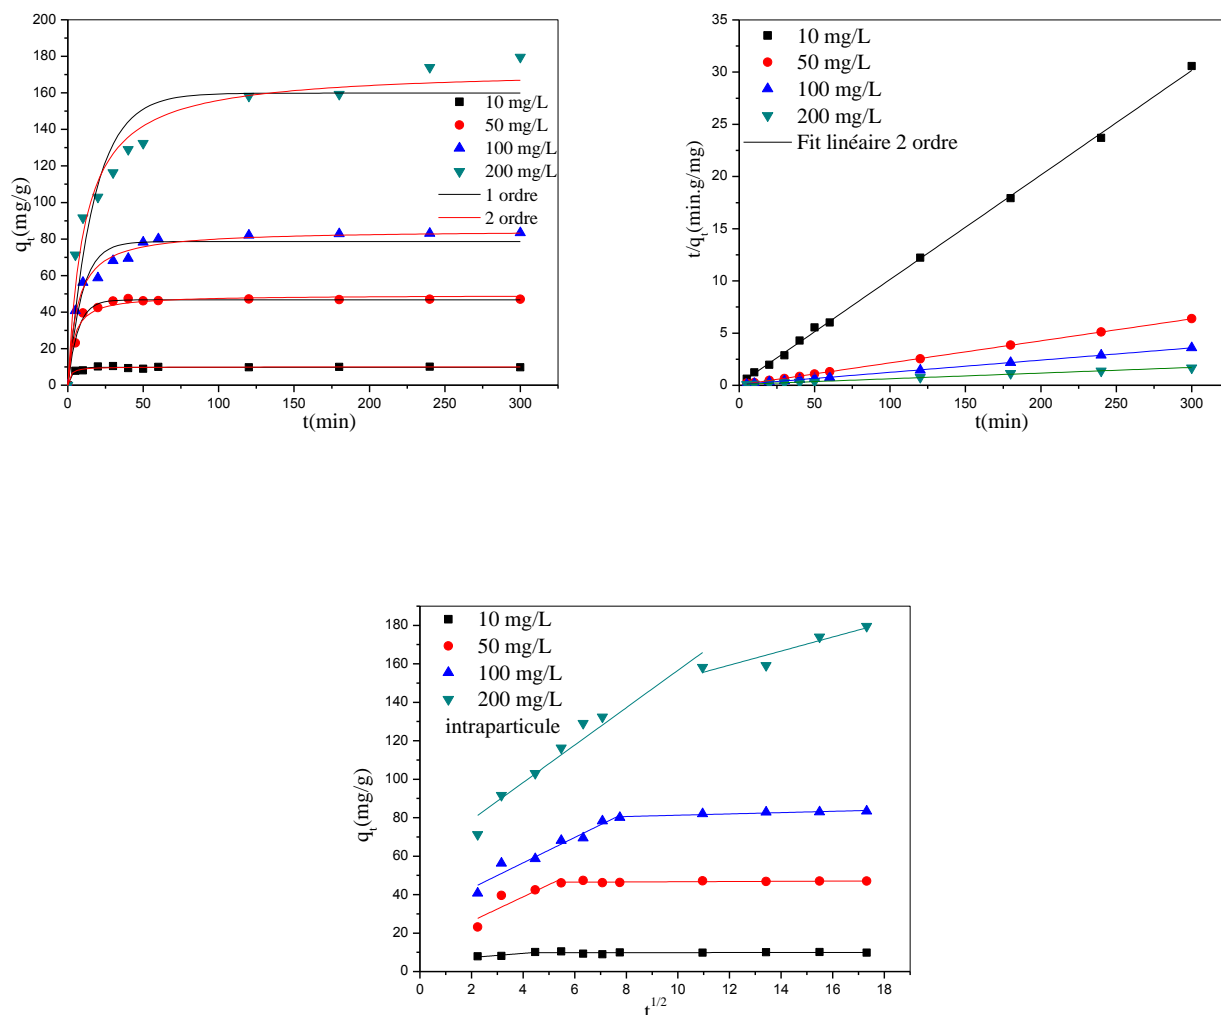 200
180
160
140
120
100
80
60
40
20
0
q_t(mg/g)
10 mg/L
50 mg/L
100 mg/L
200 mg/L
1 ordre
2 ordre
0 50 100 150 200 250 300
t(min)
35
30
25
20
15
10
5
0
t/q_t(min.g/mg)
10 mg/L
50 mg/L
100 mg/L
200 mg/L
Fit linéaire 2 ordre
0 50 100 150 200 250 300
t(min)
180
160
140
120
100
80
60
40
20
0
q_t(mg/g)
10 mg/L
50 mg/L
100 mg/L
200 mg/L
intraparticule
0 2 4 6 8 10 12 14 16 18
t^{1/2}